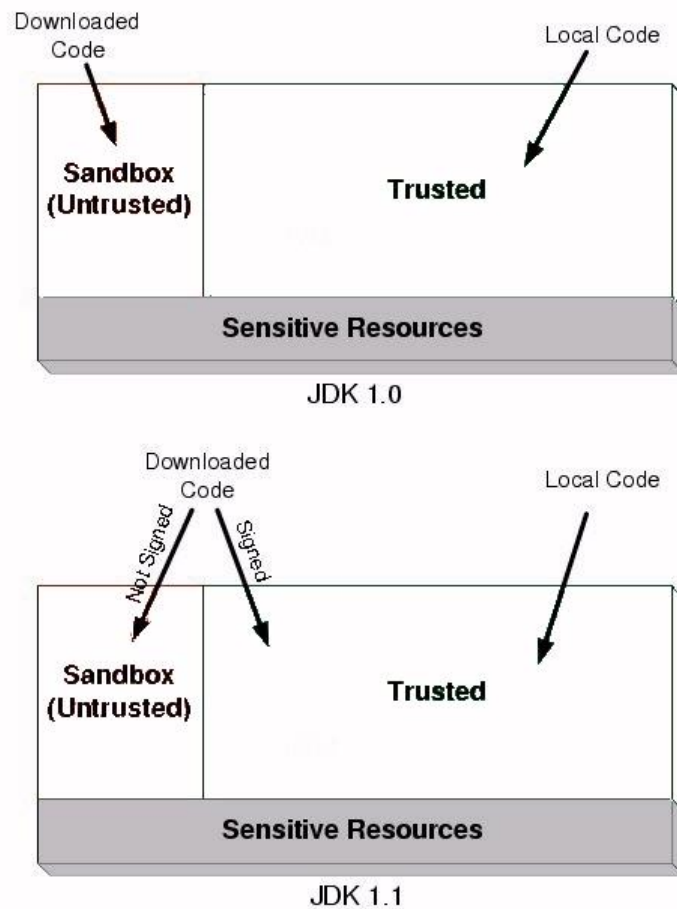 Downloaded
Code
Local Code
Sandbox
(Untrusted)
Trusted
Sensitive Resources
JDK 1.0
Downloaded
Code
Local Code
Not Signed
Signed
Sandbox
(Untrusted)
Trusted
Sensitive Resources
JDK 1.1